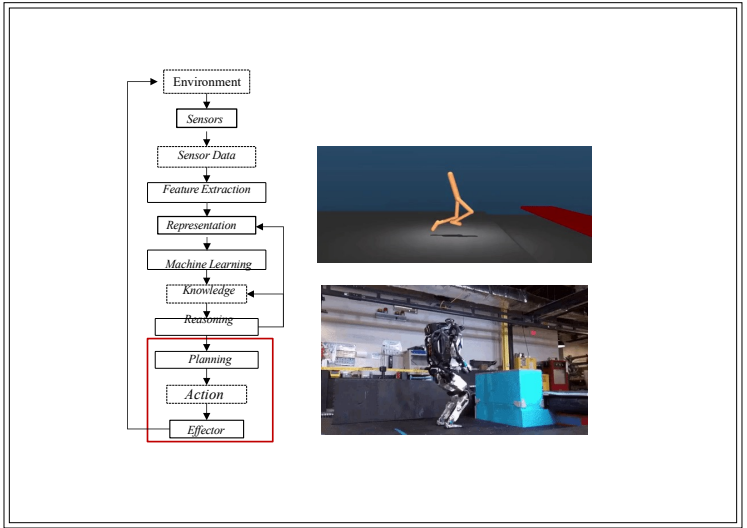 Environment
Sensors
Sensor Data
Feature Extraction
Representation
Machine Learning
Knowledge
Reasoning
Planning
Action
Effector